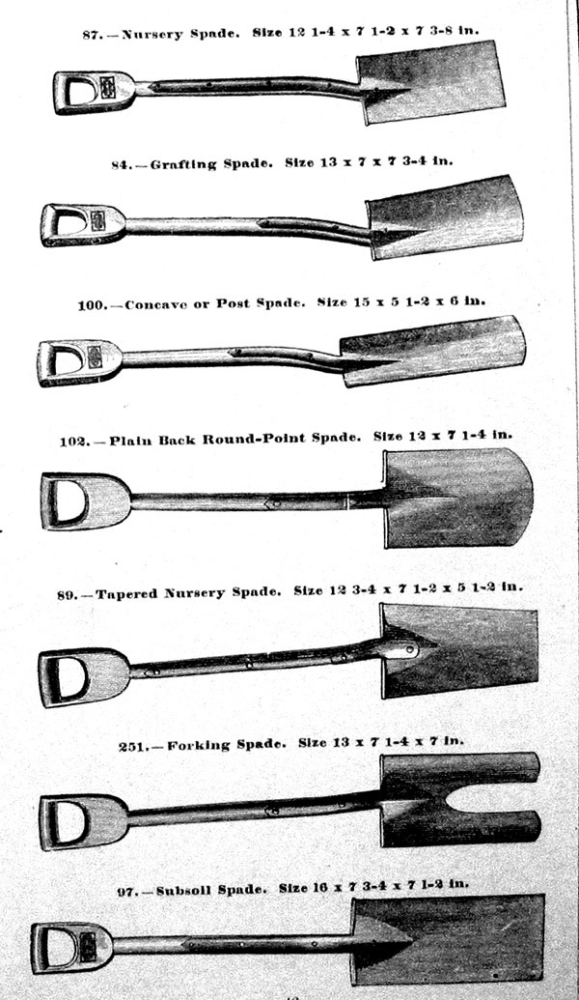 87.—Nursery Spade. Size 12 1-4 x 7 1-2 x 7 3-8 in.
84.—Grafting Spade. Size 13 x 7 x 7 3-4 in.
100.—Concave or Post Spade. Size 15 x 5 1-2 x 6 in.
102.—Plain Back Round-Point Spade. Size 12 x 7 1-4 in.
89.—Tapered Nursery Spade. Size 12 3-4 x 7 1-2 x 5 1-2 in.
251.—Forking Spade. Size 13 x 7 1-4 x 7 in.
97.—Subsoil Spade. Size 16 x 7 3-4 x 7 1-2 in.